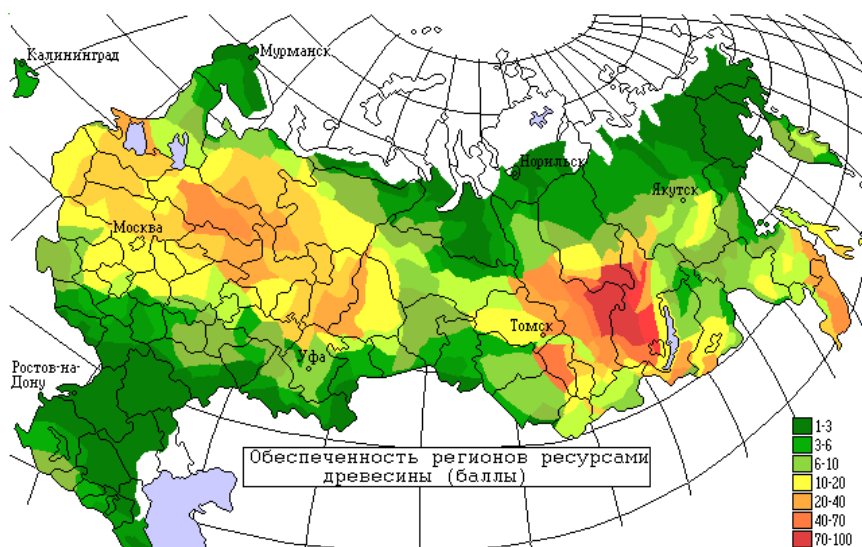 Калининград
Мурманск
Норильск
Якутск
Москва
Томск
Уфа
Ростов-на-
Дону
Обеспеченность регионов ресурсами
древесины (баллы)
1-3
3-6
6-10
10-20
20-40
40-70
70-100